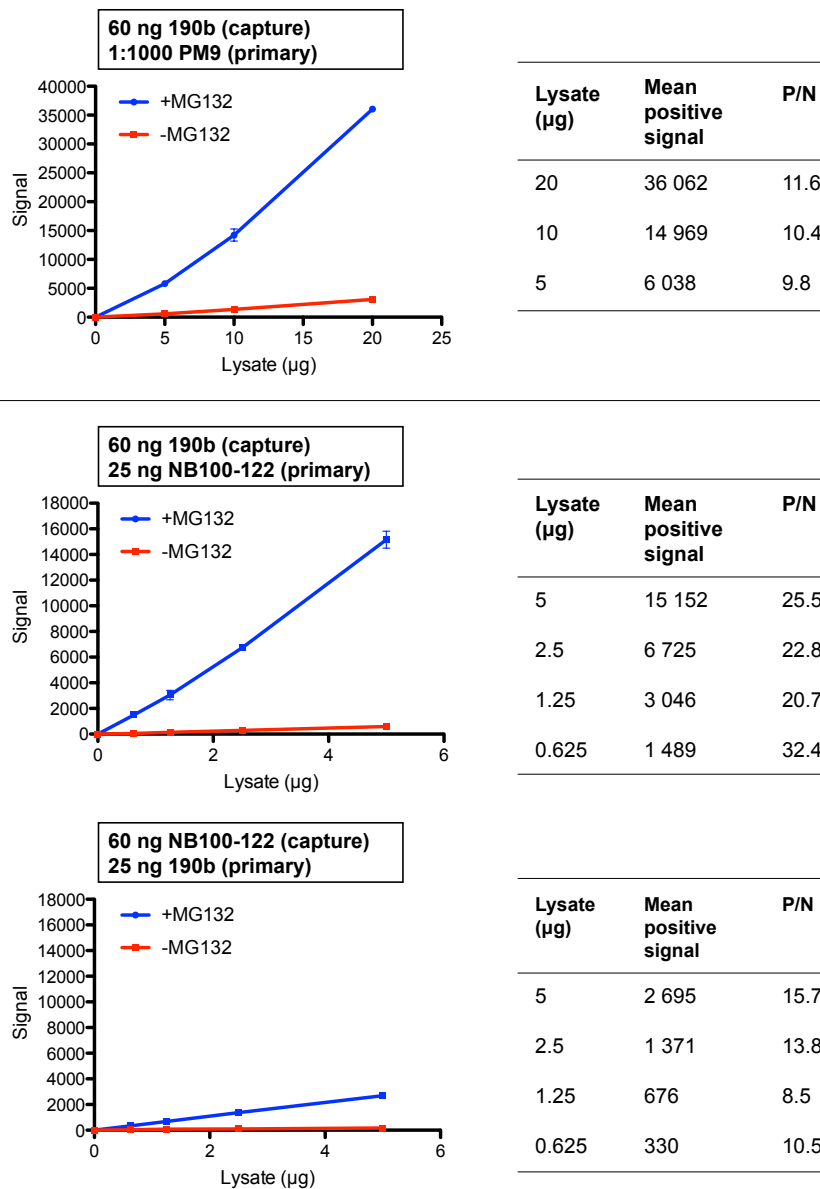 60 ng 190b (capture)
1:1000 PM9 (primary)
40000
35000
30000
25000
20000
15000
10000
5000
0
Signal
+MG132
-MG132
0 5 10 15 20 25
Lysate (µg)
Lysate (µg) Mean positive signal P/N
20 36 062 11.6
10 14 969 10.4
5 6 038 9.8
60 ng 190b (capture)
25 ng NB100-122 (primary)
18000
16000
14000
12000
10000
8000
6000
4000
2000
0
Signal
+MG132
-MG132
0 2 4 6
Lysate (µg)
Lysate (µg) Mean positive signal P/N
5 15 152 25.5
2.5 6 725 22.8
1.25 3 046 20.7
0.625 1 489 32.4
60 ng NB100-122 (capture)
25 ng 190b (primary)
18000
16000
14000
12000
10000
8000
6000
4000
2000
0
Signal
+MG132
-MG132
0 2 4 6
Lysate (µg)
Lysate (µg) Mean positive signal P/N
5 2 695 15.7
2.5 1 371 13.8
1.25 676 8.5
0.625 330 10.5